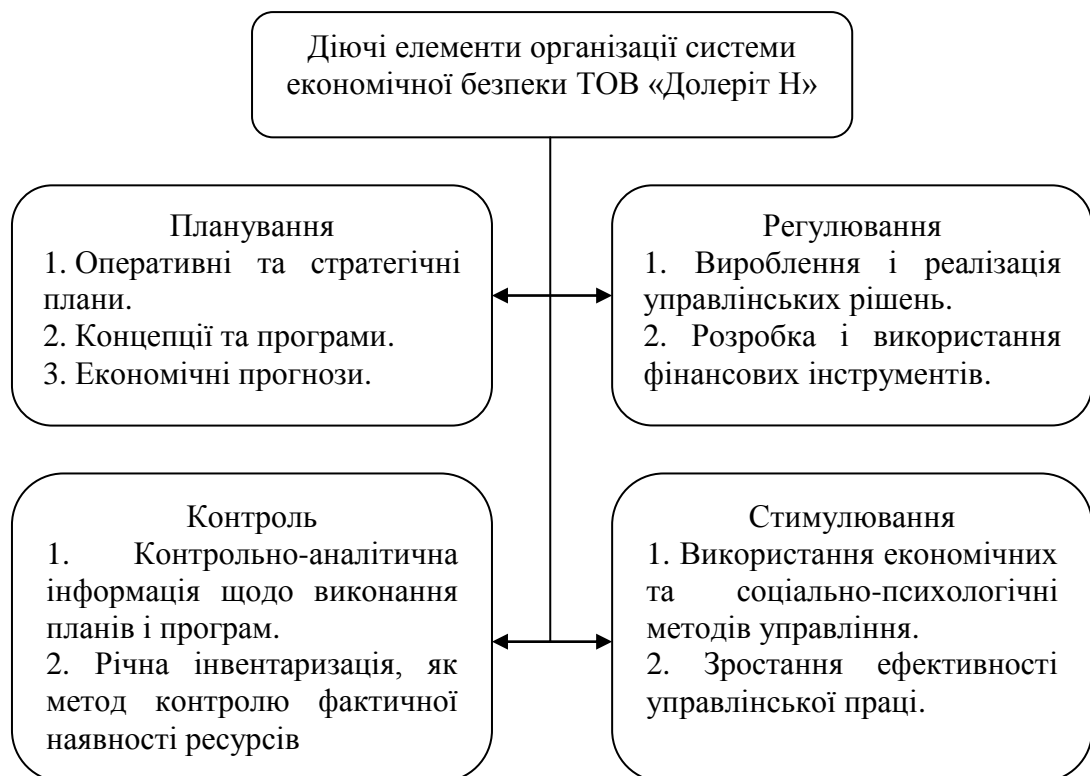 Діючі елементи організації системи
економічної безпеки ТОВ «Долеріт Н»
Планування
1. Оперативні та стратегічні
плани.
2. Концепції та програми.
3. Економічні прогнози.
Регулювання
1. Вироблення і реалізація
управлінських рішень.
2. Розробка і використання
фінансових інструментів.
Контроль
1. Контрольно-аналітична
інформація щодо виконання
планів і програм.
2. Річна інвентаризація, як
метод контролю фактичної
наявності ресурсів
Стимулювання
1. Використання економічних
та соціально-психологічні
методів управління.
2. Зростання ефективності
управлінської праці.